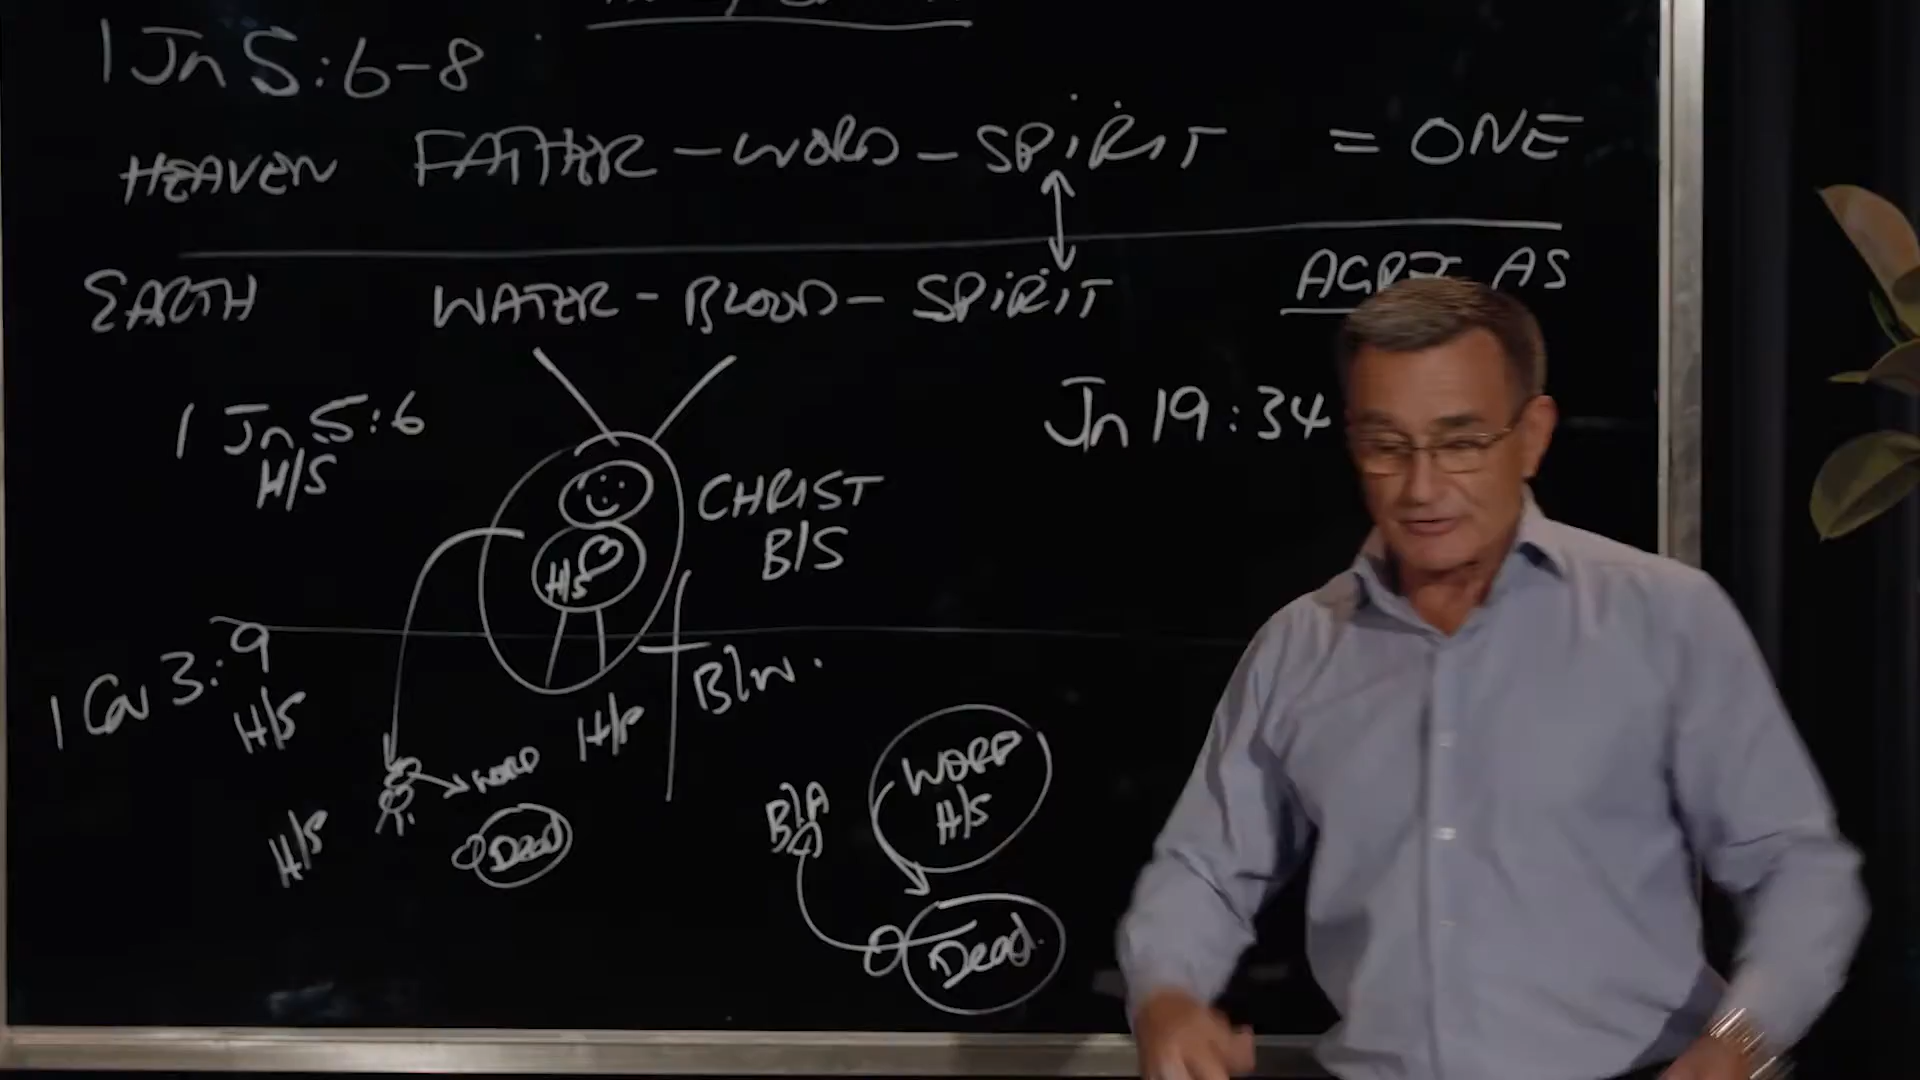 1 Jn 5:6-8
HEAVEN FATHER - WORD - SPIRIT = ONE
EARTH WATER - BLOOD - SPIRIT AGREE AS
1 Jn 5:6
H/S
Jn 19:34
CHRIST
B/S
H/S
1 Cor 3:9
H/S
B/W.
H/S
WORD
H/S
Dead
B/A
WORD
H/S
Dead.